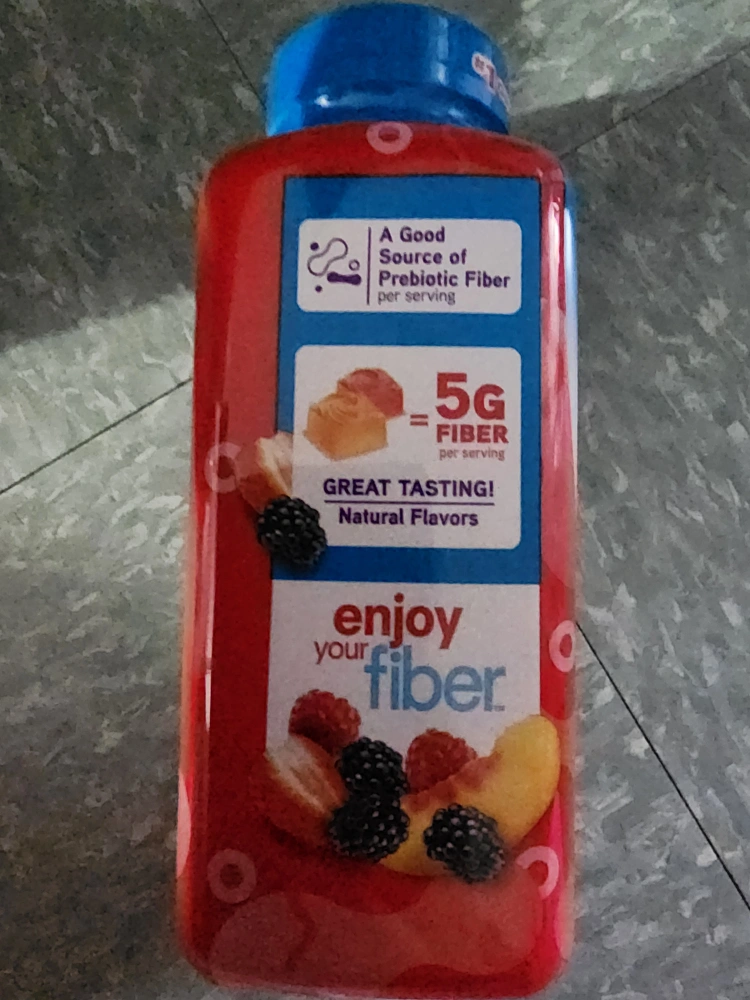 A Good
Source of
Prebiotic Fiber
per serving
= 5G
FIBER
per serving
GREAT TASTING!
Natural Flavors
enjoy
your fiber